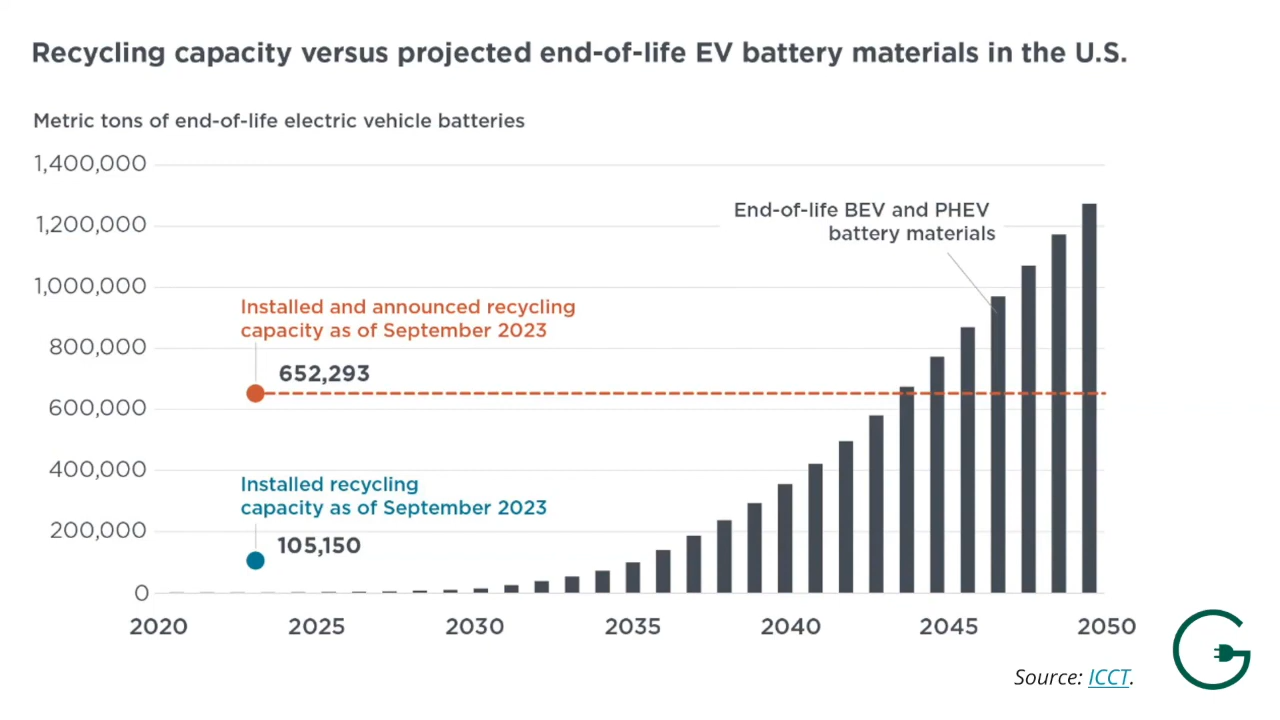 Recycling capacity versus projected end-of-life EV battery materials in the U.S.
Metric tons of end-of-life electric vehicle batteries
1,400,000
1,200,000
1,000,000
800,000
600,000
400,000
200,000
0
End-of-life BEV and PHEV
battery materials
Installed and announced recycling
capacity as of September 2023
652,293
Installed recycling
capacity as of September 2023
105,150
2020 2025 2030 2035 2040 2045 2050
Source: ICCT.